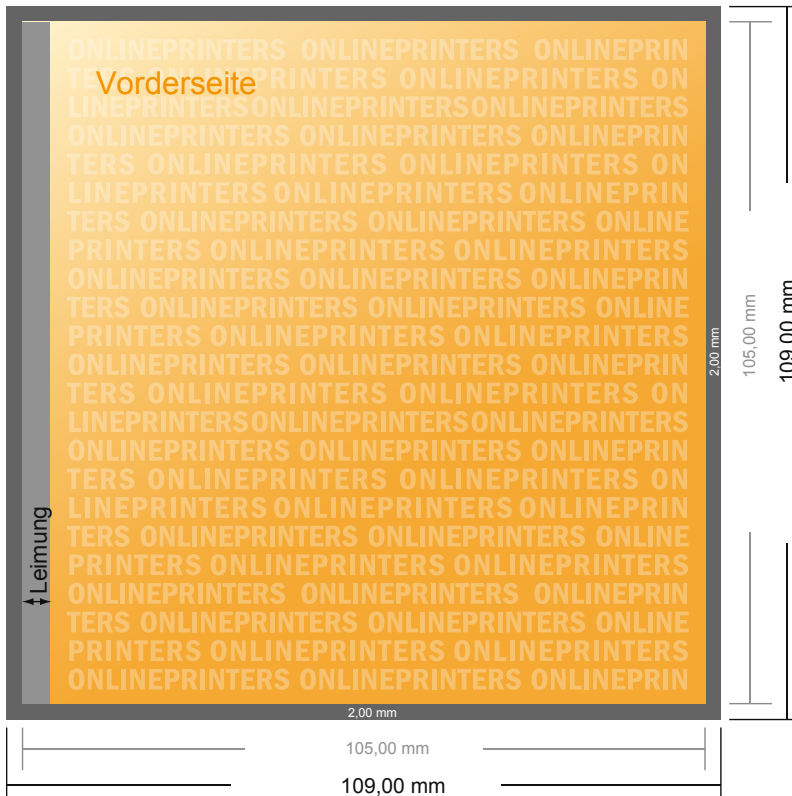 ONLINEPRINTERS ONLINEPRINTERS ONLINEPRIN
TERS ONLINEPRINTERS ONLINEPRINTERS ON
Vorderseite
LINEPRINTERSONLINEPRINTERSONLINEPRINTERS
ONLINEPRINTERS ONLINEPRINTERS ONLINEPRIN
TERS ONLINEPRINTERS ONLINEPRINTERS ON
LINEPRINTERS ONLINEPRINTERS ONLINEPRIN
TERS ONLINEPRINTERS ONLINEPRINTERS ONLINE
PRINTERS ONLINEPRINTERS ONLINEPRINTERS
ONLINEPRINTERS ONLINEPRINTERS ONLINEPRIN
TERS ONLINEPRINTERS ONLINEPRINTERS ONLINE
PRINTERS ONLINEPRINTERS ONLINEPRINTERS
ONLINEPRINTERS ONLINEPRINTERS ONLINEPRIN
TERS ONLINEPRINTERS ONLINEPRINTERS ON
LINEPRINTERSONLINEPRINTERSONLINEPRINTERS
ONLINEPRINTERS ONLINEPRINTERS ONLINEPRIN
TERS ONLINEPRINTERS ONLINEPRINTERS ON
LINEPRINTERS ONLINEPRINTERS ONLINEPRIN
TERS ONLINEPRINTERS ONLINEPRINTERS ONLINE
PRINTERS ONLINEPRINTERS ONLINEPRINTERS
ONLINEPRINTERS ONLINEPRINTERS ONLINEPRIN
TERS ONLINEPRINTERS ONLINEPRINTERS ONLINE
PRINTERS ONLINEPRINTERS ONLINEPRINTERS
ONLINEPRINTERS ONLINEPRINTERS ONLINEPRIN
Leimung
2,00 mm
105,00 mm
109,00 mm
2,00 mm
105,00 mm
109,00 mm